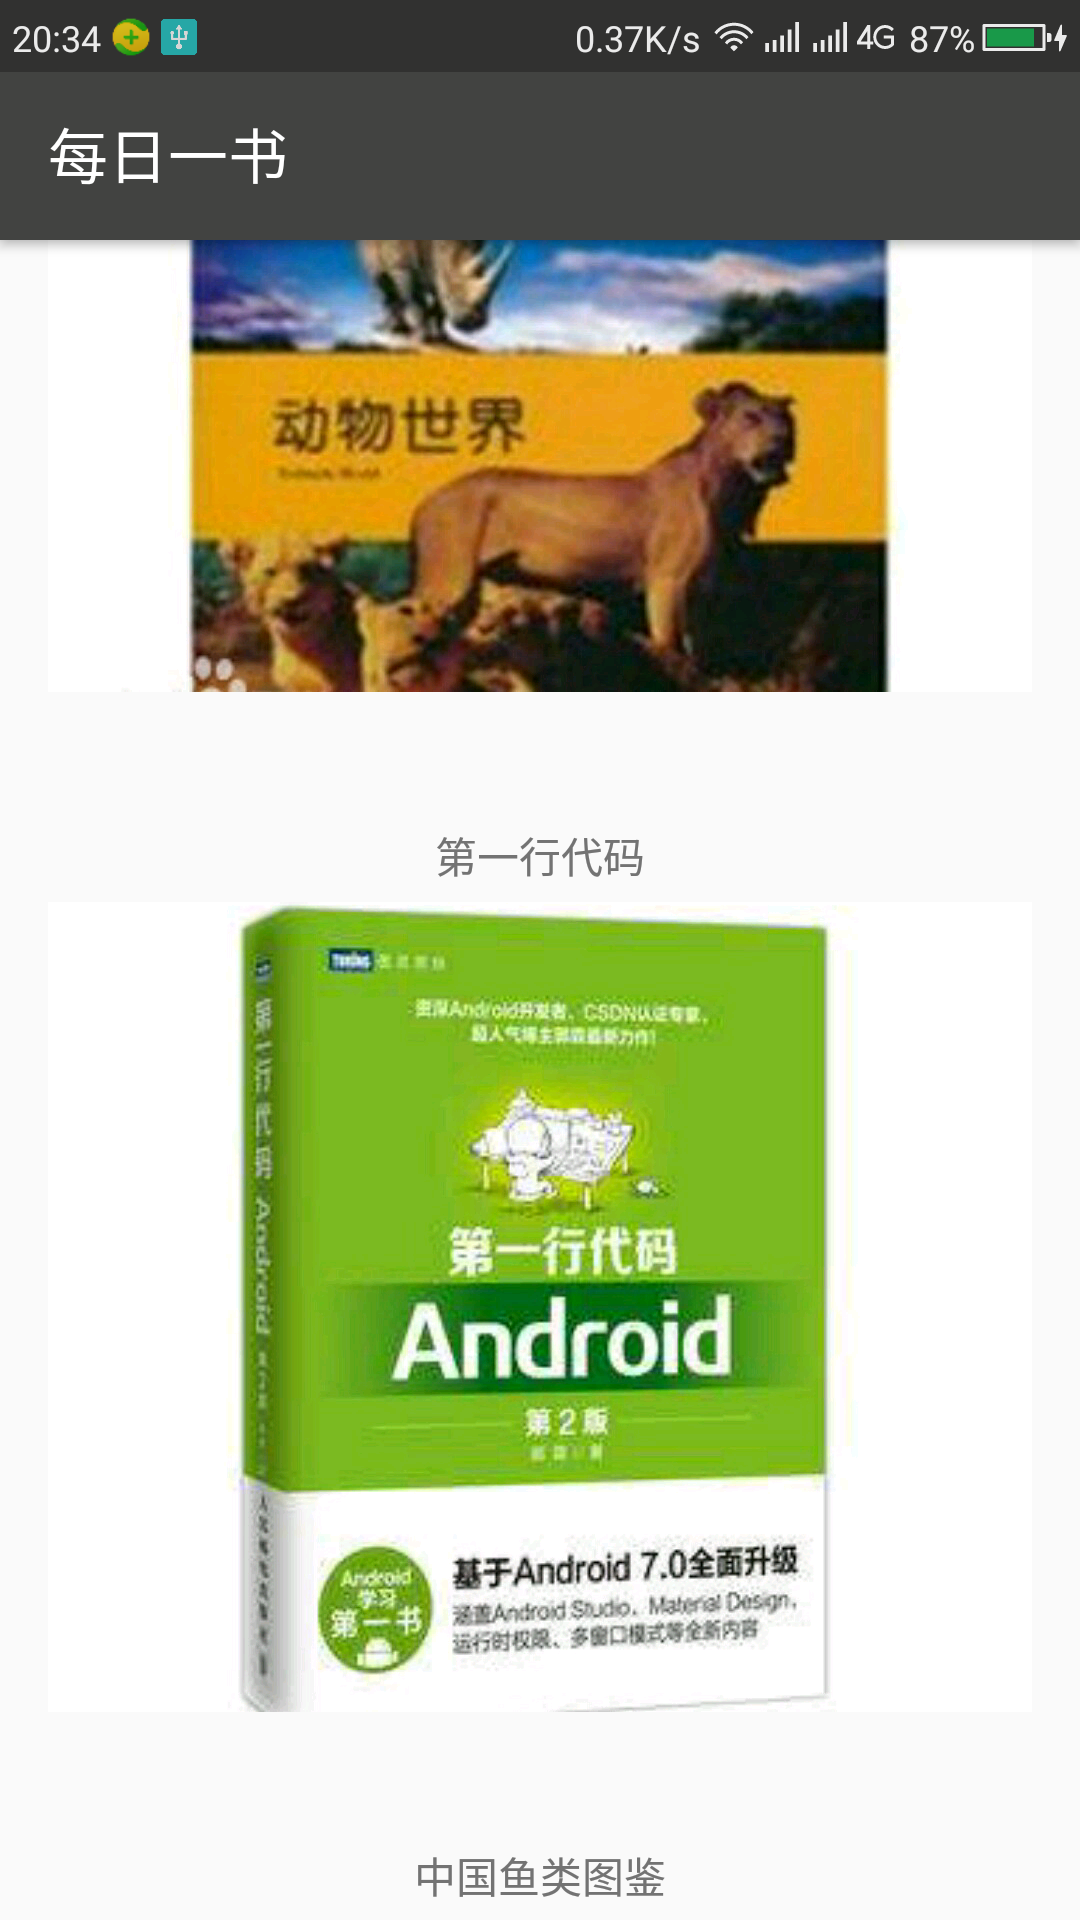 20:34 0.37K/s 4G 87%
每日一书
动物世界
第一行代码
TURING
资深Android开发者、CSDN认证专家，
超人气博主郭霖最新力作！
第一行代码
Android
第2版
郭霖 著
第一行代码 Android
Android
学习
第一书
基于Android 7.0全面升级
涵盖Android Studio、Material Design、
运行时权限、多窗口模式等全新内容
中国鱼类图鉴